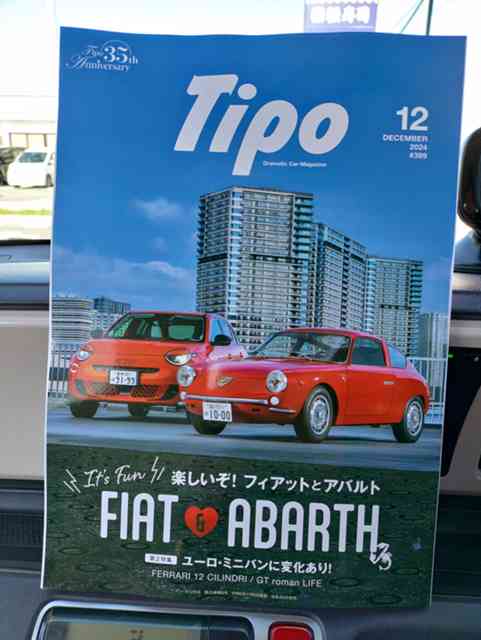 Tipo 35th
Anniversary
Tipo
Dramatic Car-Magazine
12
DECEMBER
2024
#389
10-00
It's Fun
楽しいぞ！フィアットとアバルト
FIAT & ABARTH
第2特集 ユーロ・ミニバンに変化あり！
FERRARI 12 CILINDRI / GT roman LIFE